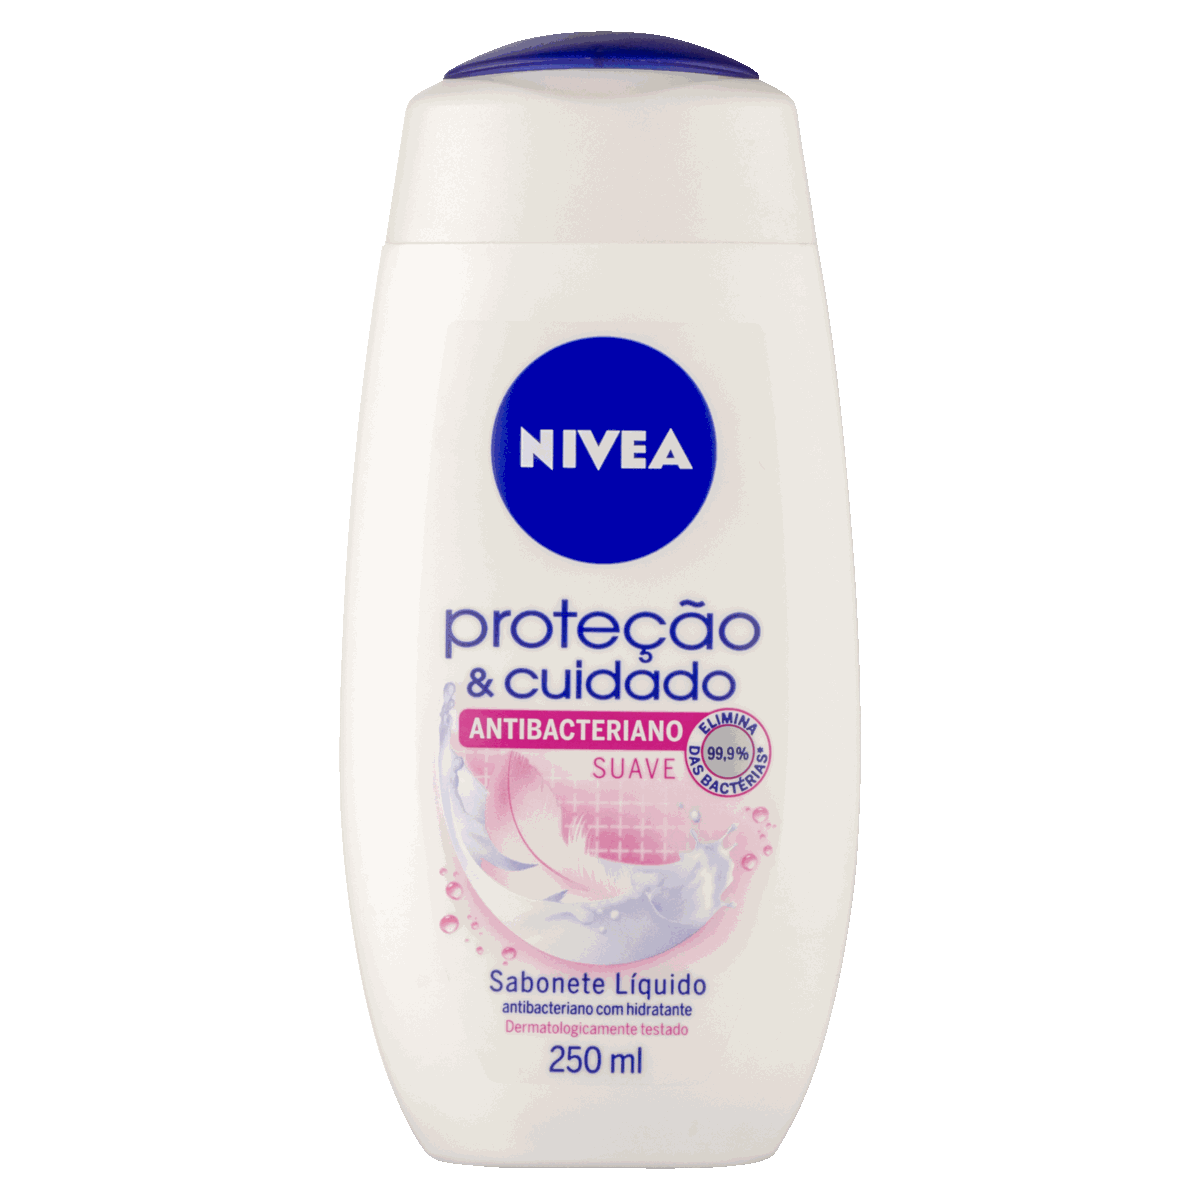 NIVEA
proteção
& cuidado
ANTIBACTERIANO
SUAVE
ELIMINA
99,9%
DAS BACTÉRIAS*
Sabonete Líquido
antibacteriano com hidratante
Dermatologicamente testado
250 ml